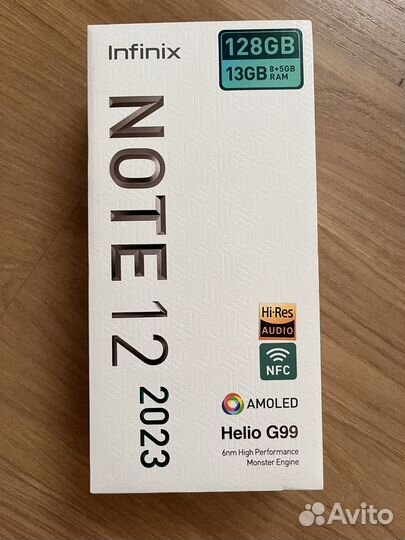 Infinix
128GB
13GB 8+5GB RAM
NOTE 12 2023
Hi-Res
AUDIO
NFC
AMOLED
Helio G99
6nm High Performance
Monster Engine
Avito